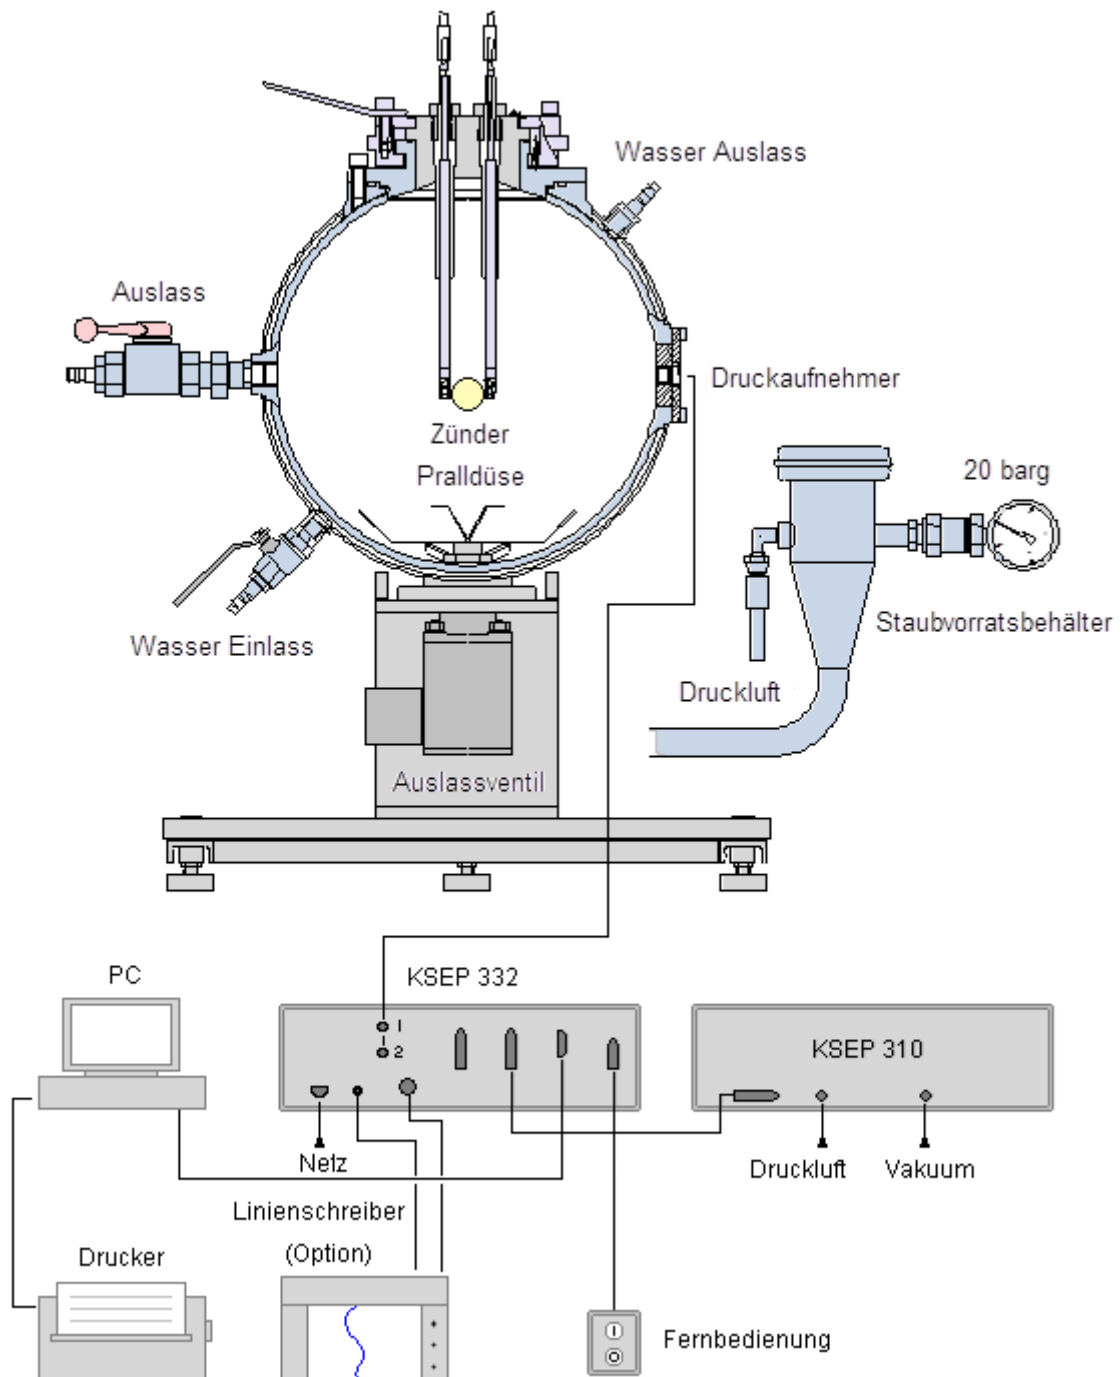 Wasser Auslass
Auslass
Druckaufnehmer
Zünder
Pralldüse
20 barg
Wasser Einlass
Staubvorratsbehälter
Druckluft
Auslassventil
PC
KSEP 332
1
2
KSEP 310
Netz
Druckluft
Vakuum
Linienschreiber
(Option)
Drucker
Fernbedienung